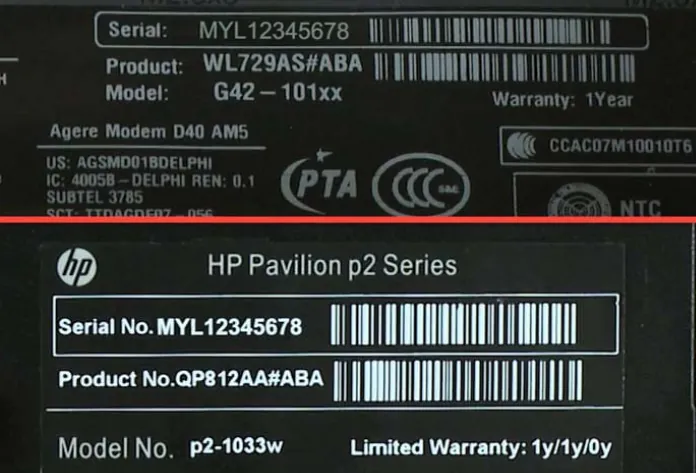 Serial: MYL12345678
Product: WL729AS#ABA
Model: G42-101xx
Warranty: 1Year
Agere Modem D40 AM5
US: AGSMD01BDELPHI
IC: 4005B-DELPHI REN: 0.1
SUBTEL 3785
PTA
CCC
CCAC07M10010T6
NTC
hp
HP Pavilion p2 Series
Serial No. MYL12345678
Product No. QP812AA#ABA
Model No. p2-1033w
Limited Warranty: 1y/1y/0y